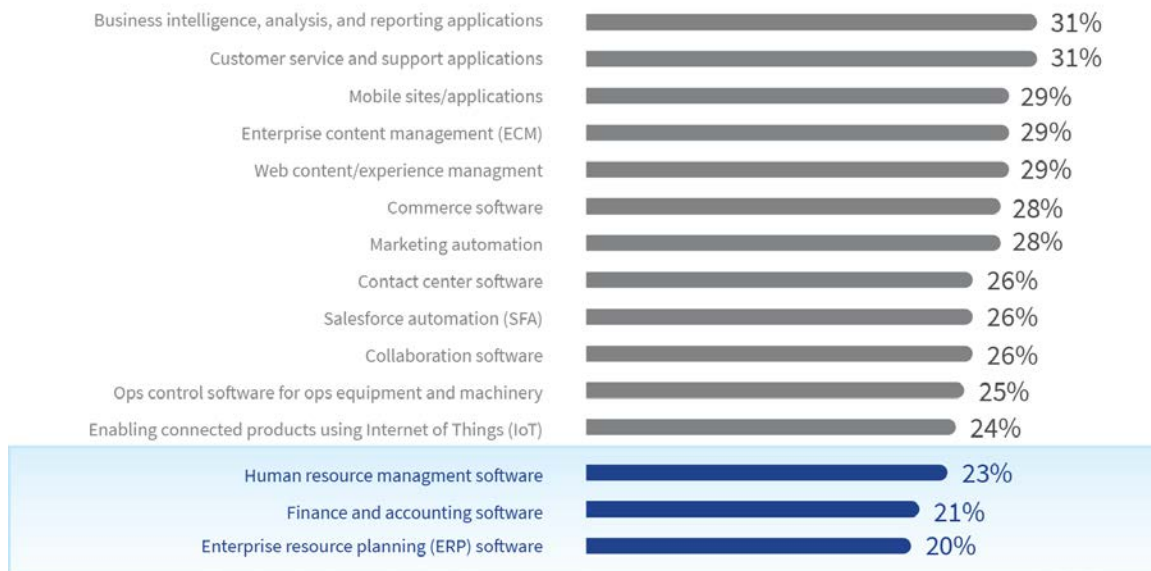 Business intelligence, analysis, and reporting applications 31%
Customer service and support applications 31%
Mobile sites/applications 29%
Enterprise content management (ECM) 29%
Web content/experience managment 29%
Commerce software 28%
Marketing automation 28%
Contact center software 26%
Salesforce automation (SFA) 26%
Collaboration software 26%
Ops control software for ops equipment and machinery 25%
Enabling connected products using Internet of Things (IoT) 24%
Human resource managment software 23%
Finance and accounting software 21%
Enterprise resource planning (ERP) software 20%